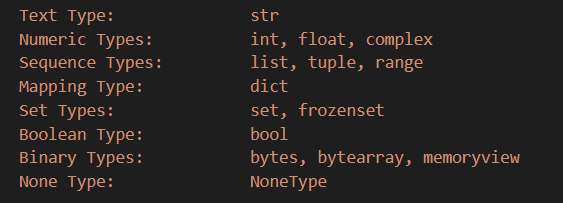 Text Type: str
Numeric Types: int, float, complex
Sequence Types: list, tuple, range
Mapping Type: dict
Set Types: set, frozenset
Boolean Type: bool
Binary Types: bytes, bytearray, memoryview
None Type: NoneType